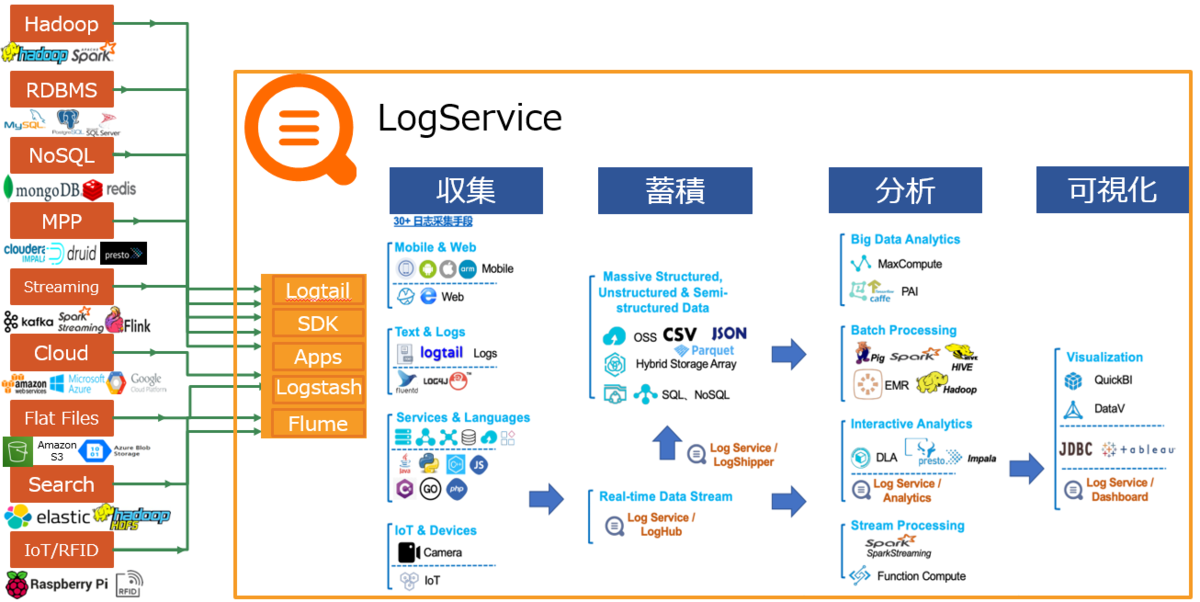 Hadoop
hadoop APACHE Spark
RDBMS
MySQL PostgreSQL SQL Server
NoSQL
mongoDB redis
MPP
cloudera IMPALA druid presto
Streaming
kafka Spark Streaming Flink
Cloud
amazon webservices Microsoft Azure Google Cloud Platform
Flat Files
Amazon S3 Azure Blob Storage
Search
elastic hadoop HDFS
IoT/RFID
Raspberry Pi RFID
Logtail
SDK
Apps
Logstash
Flume
LogService
収集
30+ 日志采集手段
Mobile & Web
arm Mobile
Web
Text & Logs
logtail Logs
fluentd LOG4J
Services & Languages
Java JS
GO php
IoT & Devices
Camera
IoT
蓄積
Massive Structured,
Unstructured & Semi-
structured Data
OSS CSV JSON
Parquet
Hybrid Storage Array
SQL、NoSQL
Log Service /
LogShipper
Real-time Data Stream
Log Service /
LogHub
分析
Big Data Analytics
MaxCompute
caffe PAI
Batch Processing
Pig Spark HIVE
EMR Hadoop
Interactive Analytics
DLA presto Impala
Log Service /
Analytics
Stream Processing
Spark
SparkStreaming
Function Compute
可視化
Visualization
QuickBI
DataV
JDBC +tableau
Log Service /
Dashboard